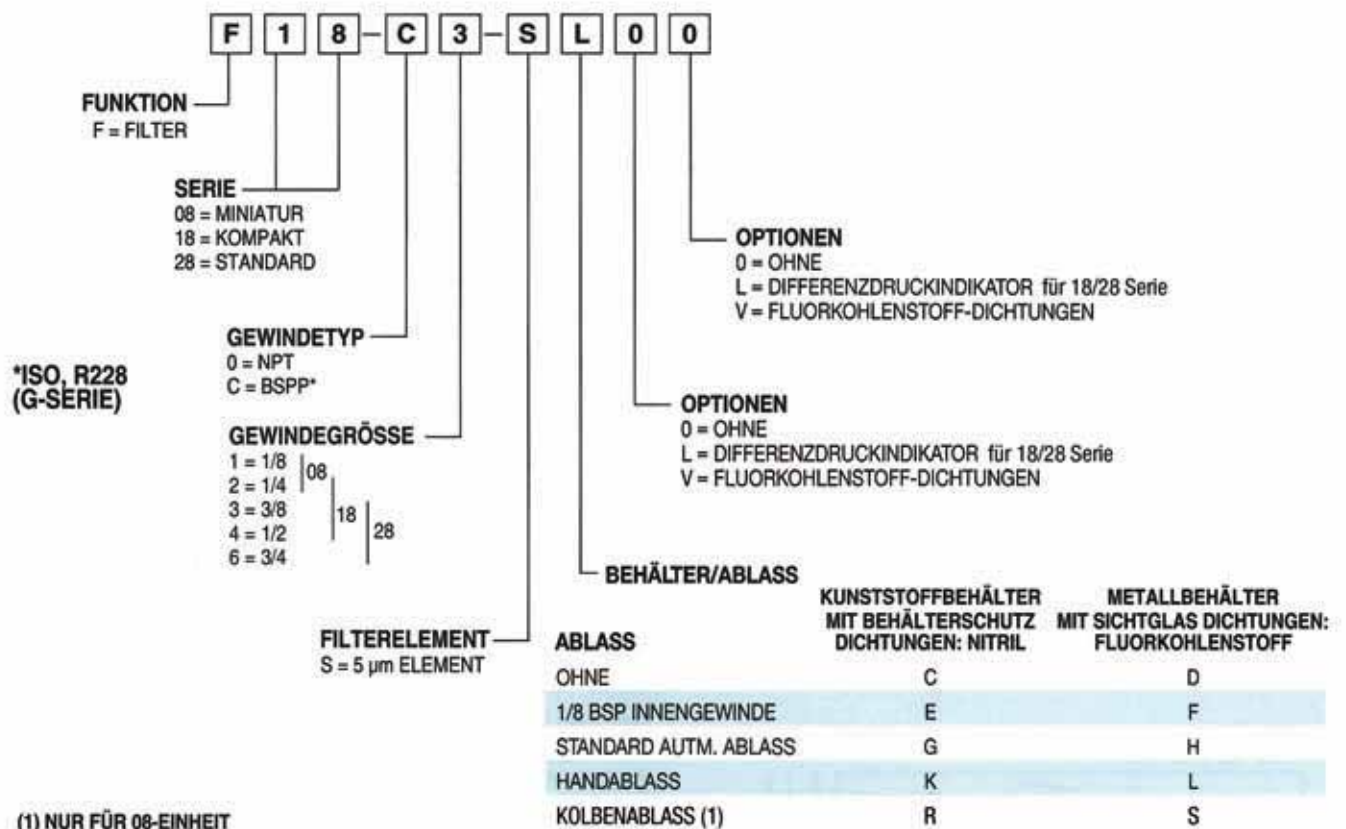 F 1 8 - C 3 - S L 0 0
FUNKTION
F = FILTER
SERIE
08 = MINIATUR
18 = KOMPAKT
28 = STANDARD
OPTIONEN
0 = OHNE
L = DIFFERENZDRUCKINDIKATOR für 18/28 Serie
V = FLUORKOHLENSTOFF-DICHTUNGEN
GEWINDETYP
0 = NPT
C = BSPP*
*ISO, R228
(G-SERIE)
OPTIONEN
0 = OHNE
L = DIFFERENZDRUCKINDIKATOR für 18/28 Serie
V = FLUORKOHLENSTOFF-DICHTUNGEN
GEWINDEGRÖSSE
1 = 1/8
2 = 1/4
3 = 3/8
4 = 1/2
6 = 3/4
08
18
28
BEHÄLTER/ABLASS
FILTERELEMENT
S = 5 µm ELEMENT
KUNSTSTOFFBEHÄLTER
MIT BEHÄLTERSCHUTZ
DICHTUNGEN: NITRIL
METALLBEHÄLTER
MIT SICHTGLAS DICHTUNGEN:
FLUORKOHLENSTOFF
ABLASS
OHNE C D
1/8 BSP INNENGEWINDE E F
STANDARD AUTM. ABLASS G H
HANDABLASS K L
KOLBENABLASS (1) R S
(1) NUR FÜR 08-EINHEIT